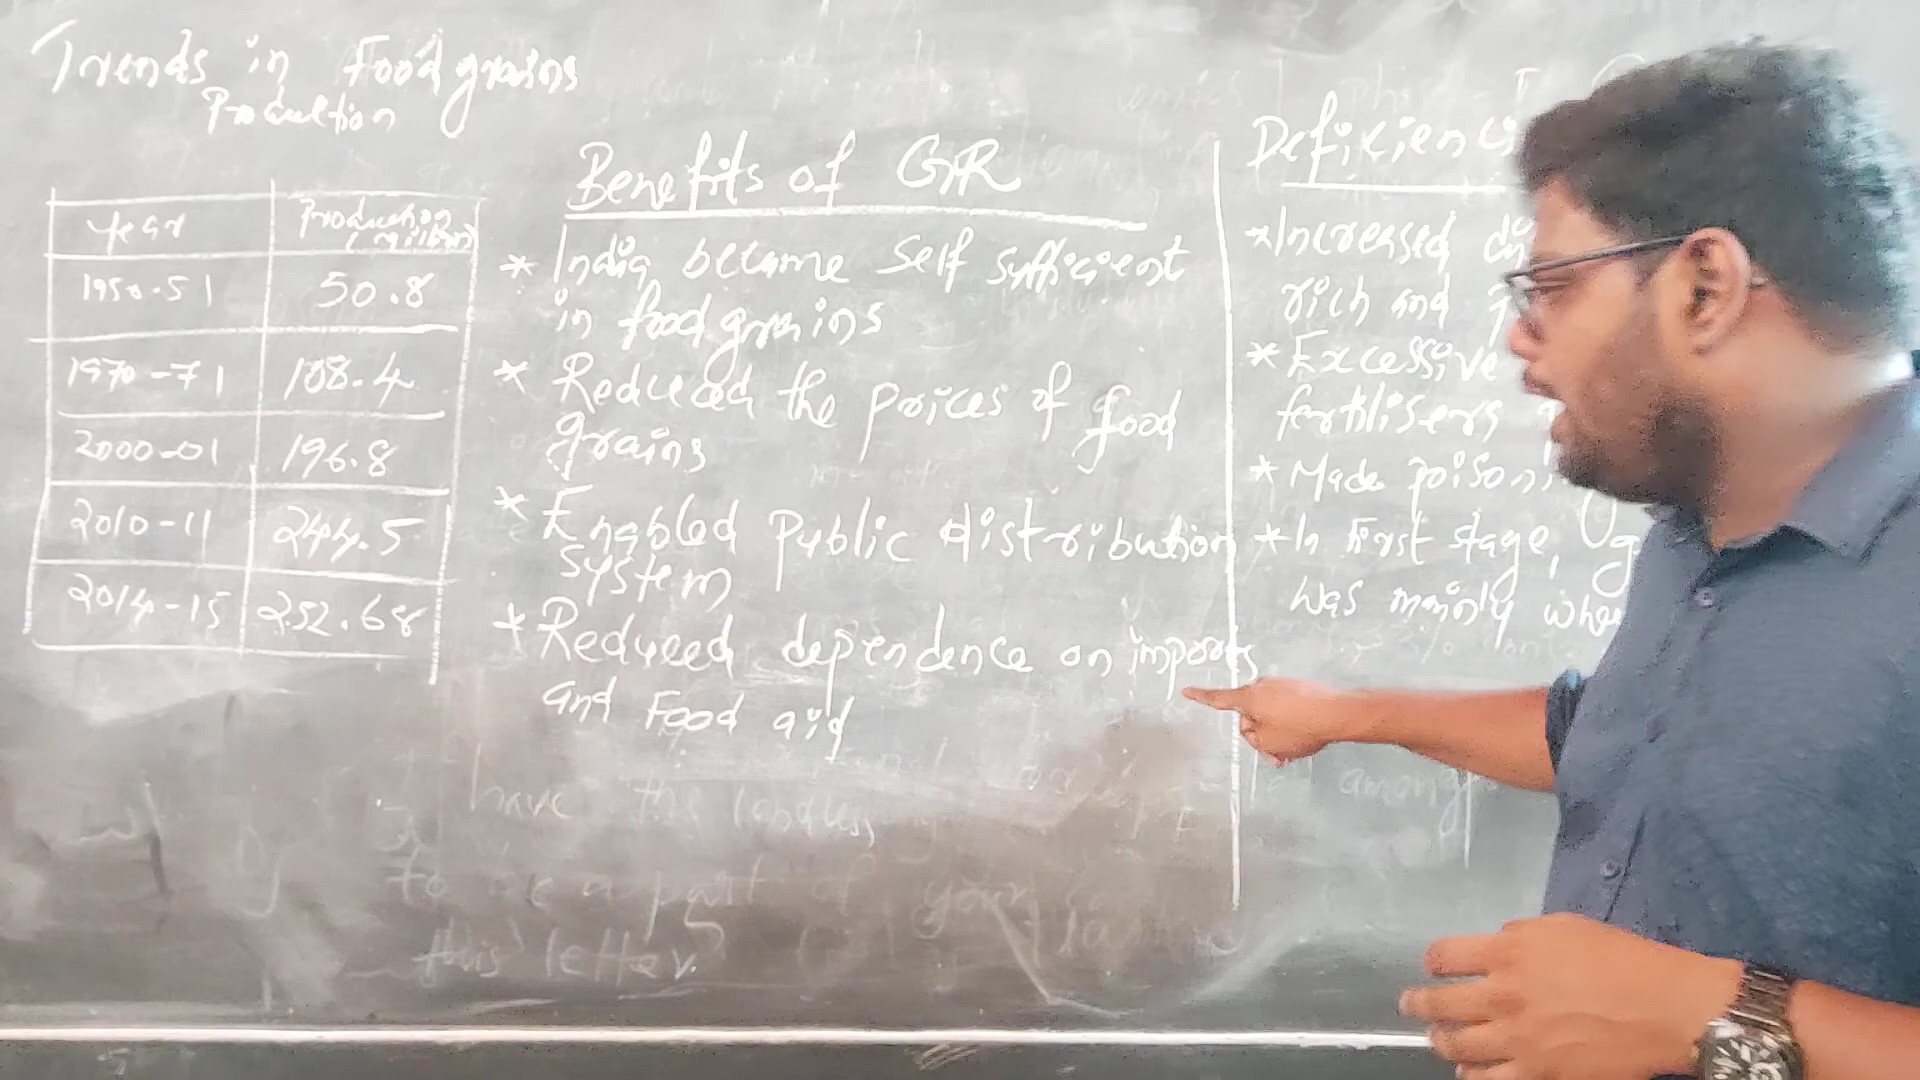 Trends in Food grains
Production
Year
Production
(million)
1950-51
50.8
1970-71
108.4
2000-01
196.8
2010-11
244.5
2014-15
252.68
Benefits of GR
* India became self sufficient
in food grains
* Reduced the prices of food
grains
* Enabled public distribution
system
* Reduced dependence on imports
and Food aid
have the landless
to be a part of your
this letter.
Deficienci
* Increased
rich and
* Excessive
fertilisers
* Made poison
* In first stage,
was mainly whe
among